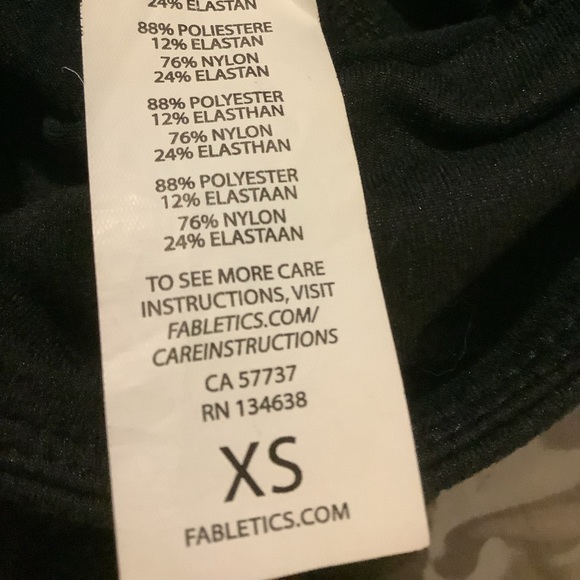 24% ELASTAN
88% POLIESTERE
12% ELASTAN
76% NYLON
24% ELASTAN
88% POLYESTER
12% ELASTHAN
76% NYLON
24% ELASTHAN
88% POLYESTER
12% ELASTAAN
76% NYLON
24% ELASTAAN
TO SEE MORE CARE
INSTRUCTIONS, VISIT
FABLETICS.COM/
CAREINSTRUCTIONS
CA 57737
RN 134638
XS
FABLETICS.COM